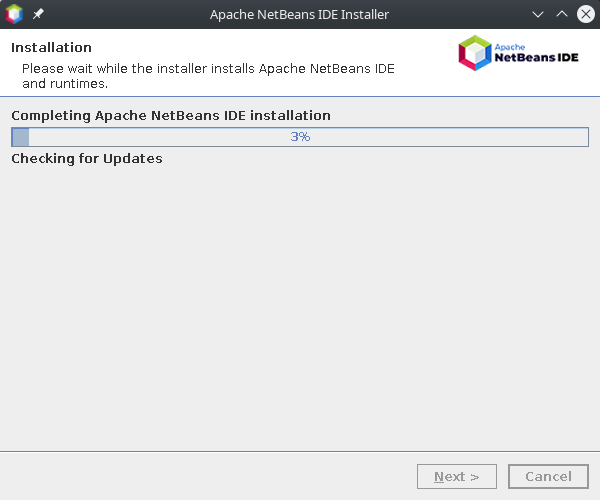 Apache NetBeans IDE Installer
Installation
Please wait while the installer installs Apache NetBeans IDE
and runtimes.
Apache
NetBeans IDE
Completing Apache NetBeans IDE installation
3%
Checking for Updates
Next >
Cancel